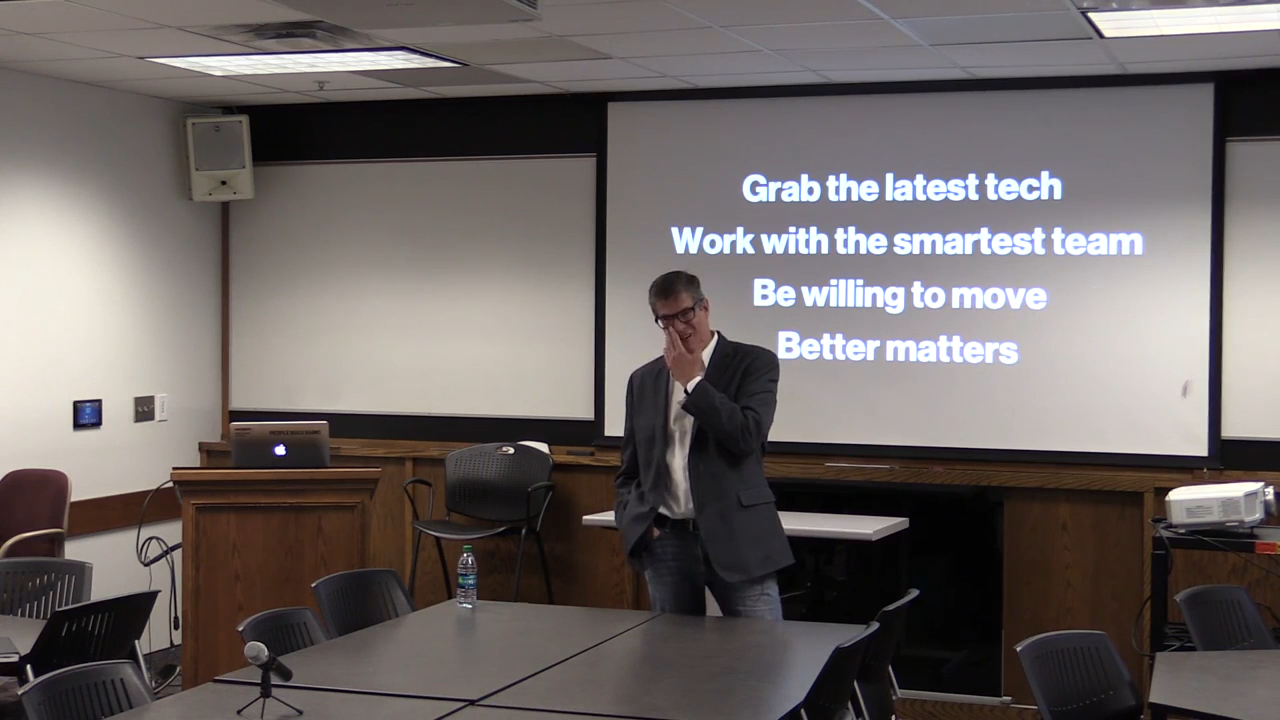 Grab the latest tech
Work with the smartest team
Be willing to move
Better matters